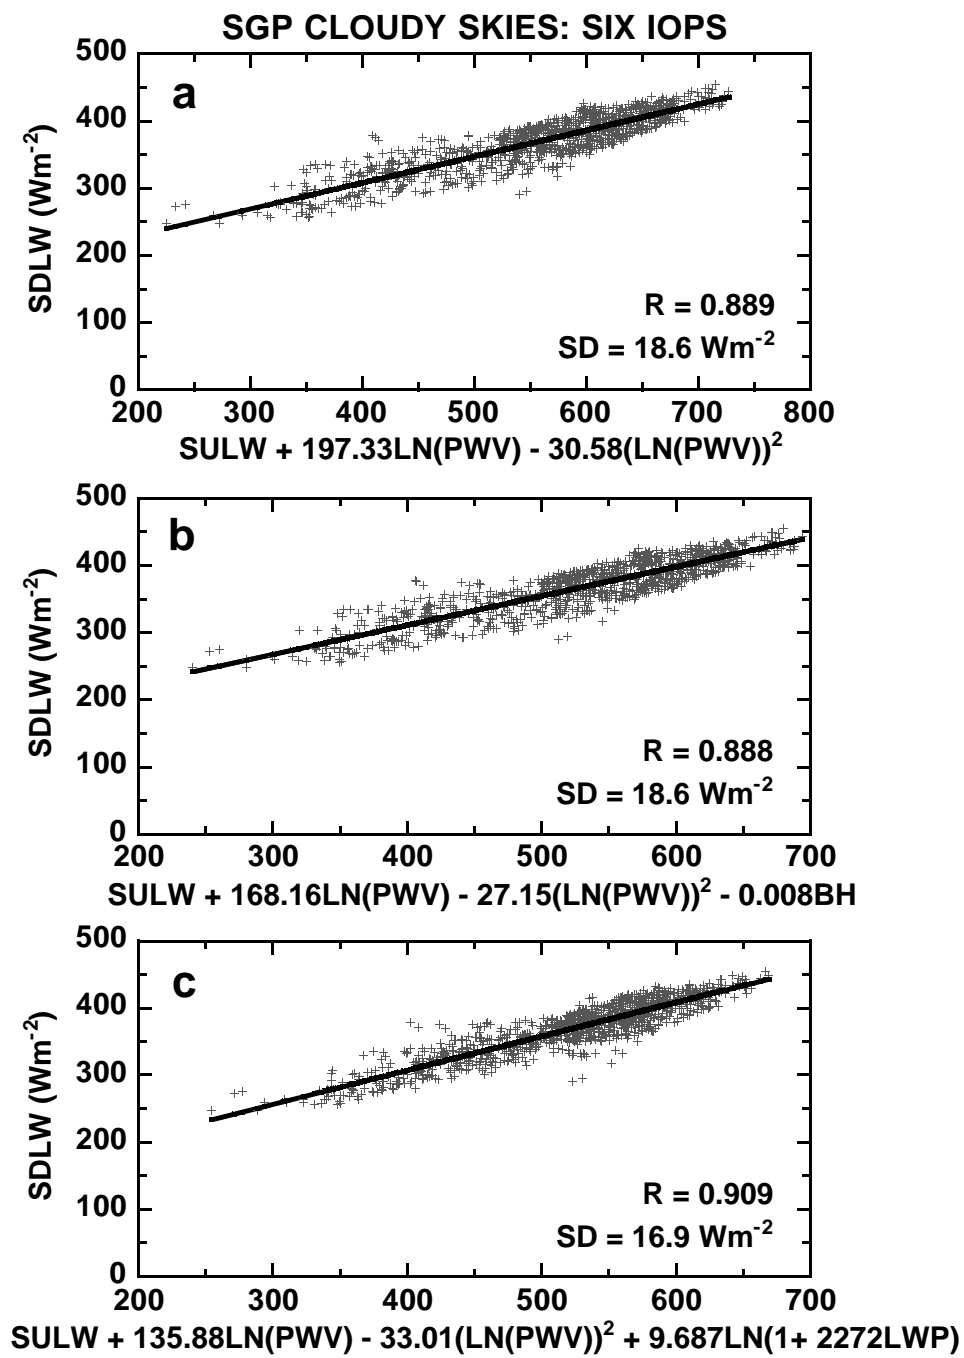 SGP CLOUDY SKIES: SIX IOPS
500
400
300
200
100
0
SDLW (Wm⁻²)
a
R = 0.889
SD = 18.6 Wm⁻²
200 300 400 500 600 700 800
SULW + 197.33LN(PWV) - 30.58(LN(PWV))²
500
400
300
200
100
0
SDLW (Wm⁻²)
b
R = 0.888
SD = 18.6 Wm⁻²
200 300 400 500 600 700
SULW + 168.16LN(PWV) - 27.15(LN(PWV))² - 0.008BH
500
400
300
200
100
0
SDLW (Wm⁻²)
c
R = 0.909
SD = 16.9 Wm⁻²
200 300 400 500 600 700
SULW + 135.88LN(PWV) - 33.01(LN(PWV))² + 9.687LN(1+ 2272LWP)